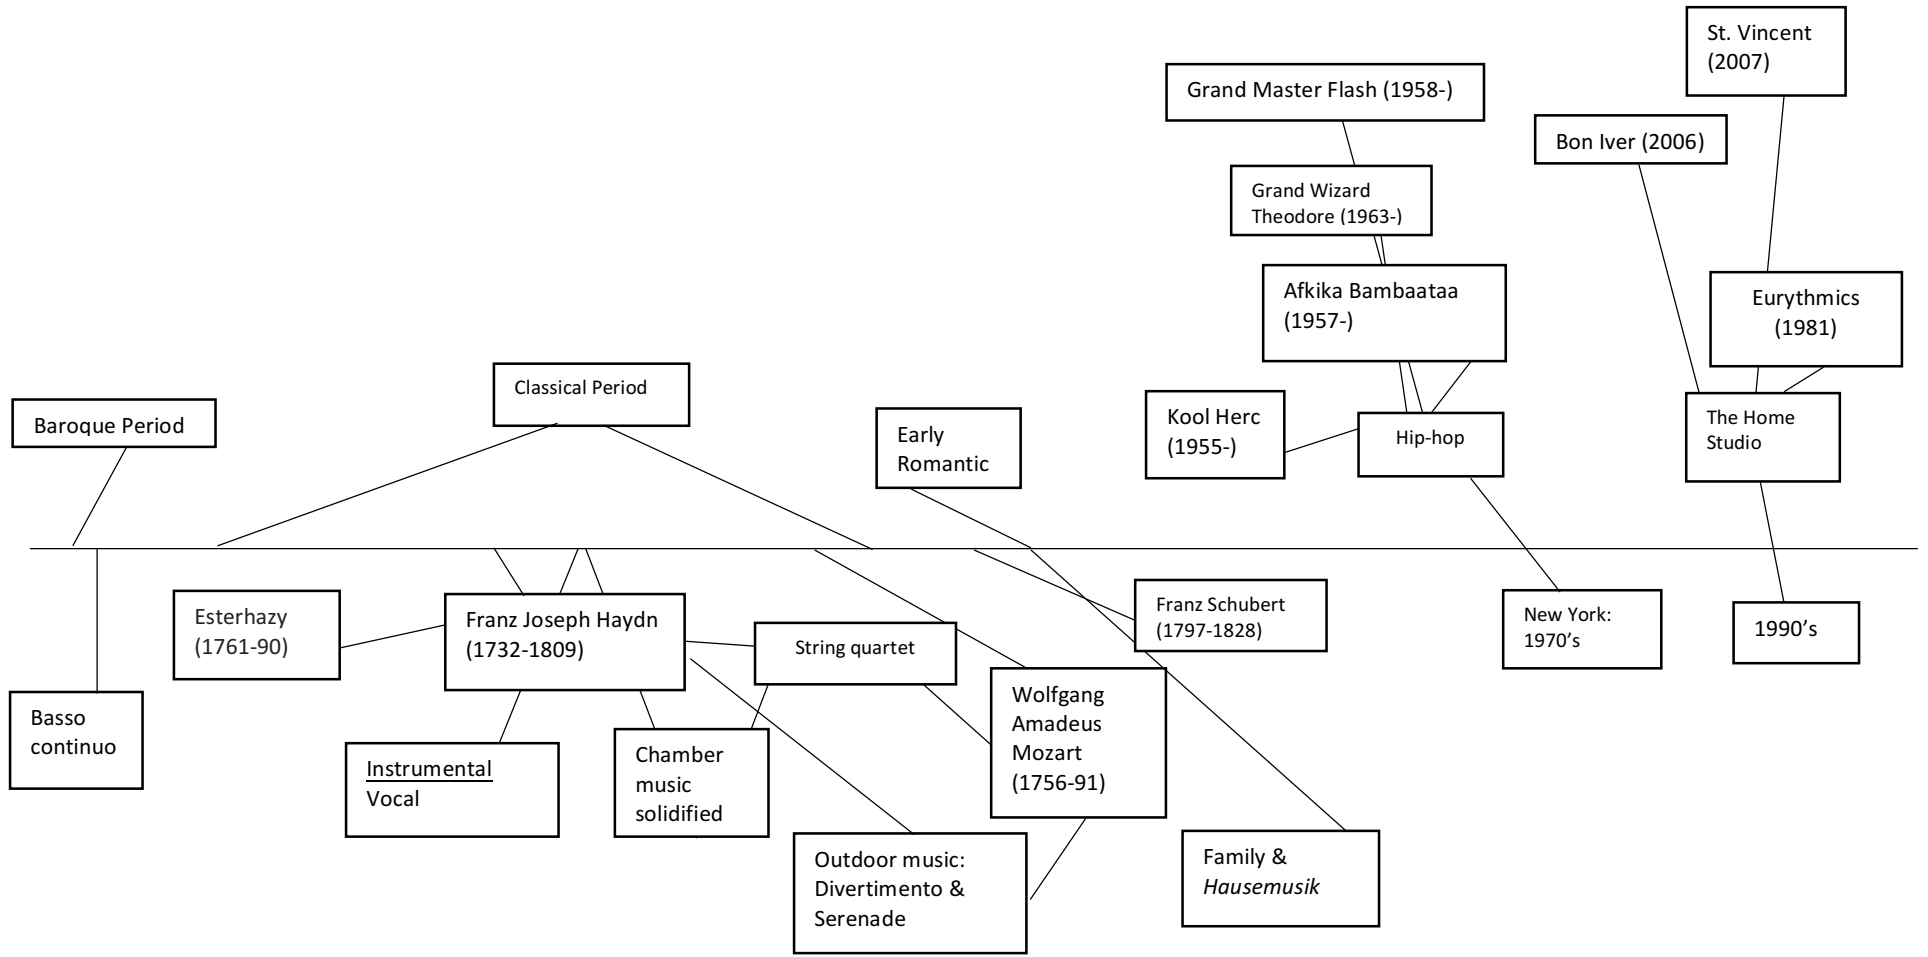 St. Vincent
(2007)
Grand Master Flash (1958-)
Bon Iver (2006)
Grand Wizard
Theodore (1963-)
Afkika Bambaataa
(1957-)
Eurythmics
(1981)
Classical Period
Baroque Period
Early
Romantic
Kool Herc
(1955-)
Hip-hop
The Home
Studio
Esterhazy
(1761-90)
Franz Joseph Haydn
(1732-1809)
String quartet
Franz Schubert
(1797-1828)
New York:
1970’s
1990’s
Basso
continuo
Instrumental
Vocal
Chamber
music
solidified
Wolfgang
Amadeus
Mozart
(1756-91)
Outdoor music:
Divertimento &
Serenade
Family &
Hausemusik